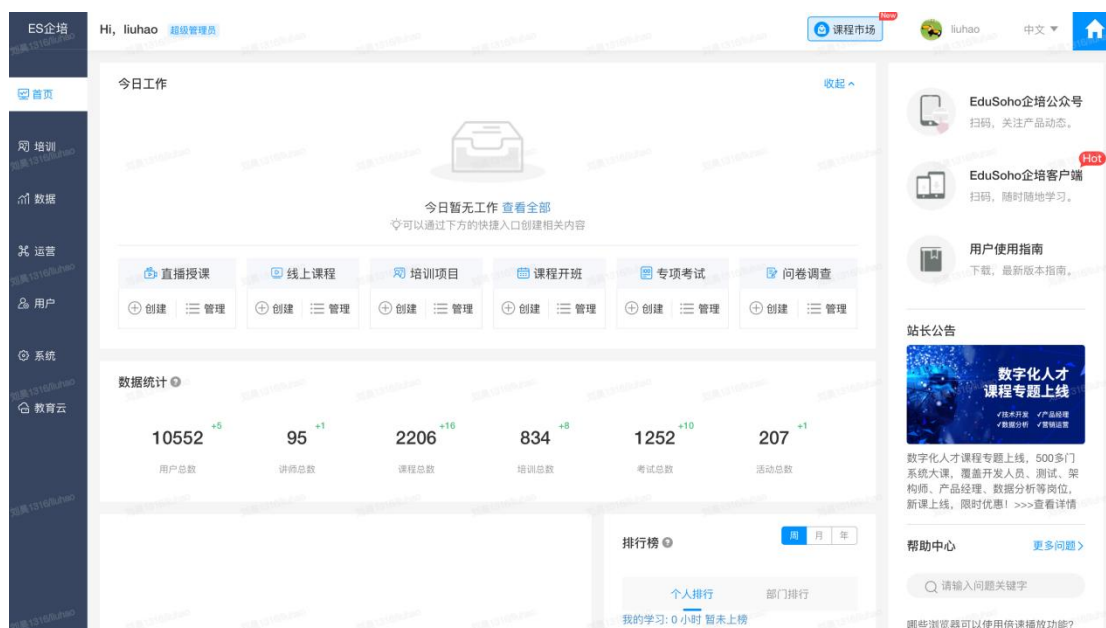 ES企培
Hi, liuhao 超级管理员
课程市场
New
liuhao
中文
首页
培训
数据
运营
用户
系统
教育云
今日工作
收起
今日暂无工作 查看全部
可以通过下方的快捷入口创建相关内容
直播授课
线上课程
培训项目
课程开班
专项考试
问卷调查
创建 管理
创建 管理
创建 管理
创建 管理
创建 管理
创建 管理
数据统计
10552 +5
95 +1
2206 +16
834 +8
1252 +10
207 +1
用户总数
讲师总数
课程总数
培训总数
考试总数
活动总数
排行榜
周 月 年
个人排行 部门排行
我的学习: 0 小时 暂未上榜
EduSoho企培公众号
扫码，关注产品动态。
Hot
EduSoho企培客户端
扫码，随时随地学习。
用户使用指南
下载，最新版本指南。
站长公告
数字化人才
课程专题上线
✓技术开发 ✓产品经理
✓数据分析 ✓营销运营
数字化人才课程专题上线，500多门
系统大课，覆盖开发人员、测试、架
构师、产品经理、数据分析等岗位，
新课上线，限时优惠！>>>查看详情
帮助中心 更多问题
请输入问题关键字
哪些浏览器可以使用倍速播放功能?